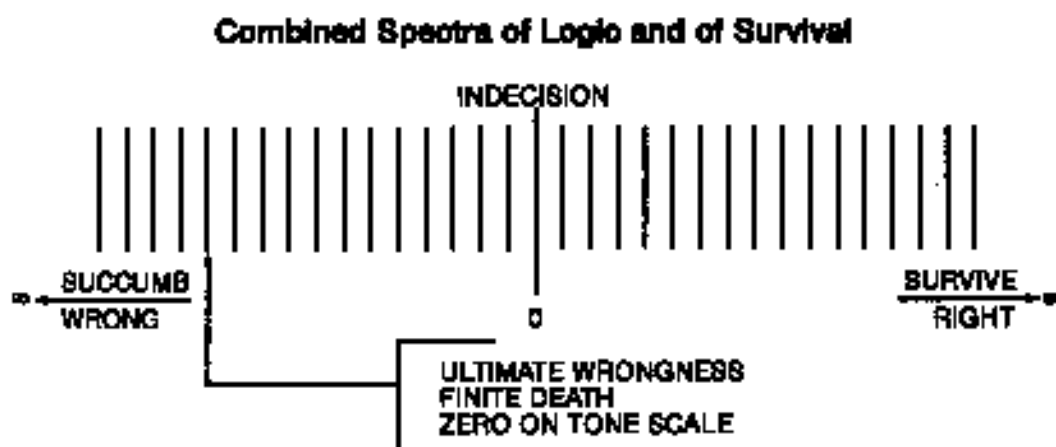 Combined Spectra of Logic and of Survival
INDECISION
SUCCUMB
SURVIVE
∞
∞
WRONG
0
RIGHT
ULTIMATE WRONGNESS
FINITE DEATH
ZERO ON TONE SCALE